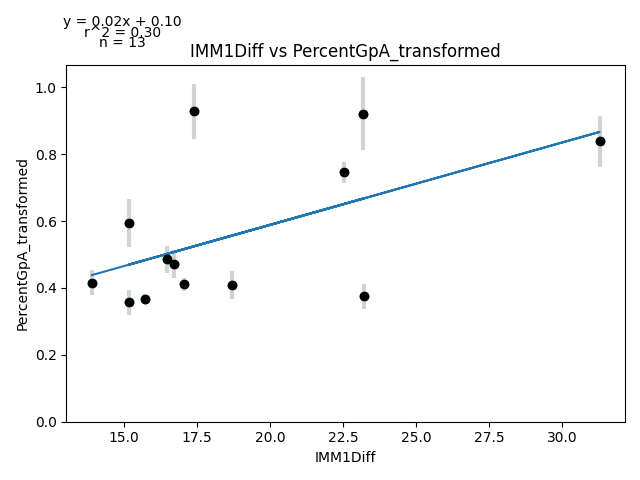 y = 0.02x + 0.10
r^2 = 0.30
n = 13
IMM1Diff vs PercentGpA_transformed
PercentGpA_transformed
1.0
0.8
0.6
0.4
0.2
0.0
15.0 17.5 20.0 22.5 25.0 27.5 30.0
IMM1Diff